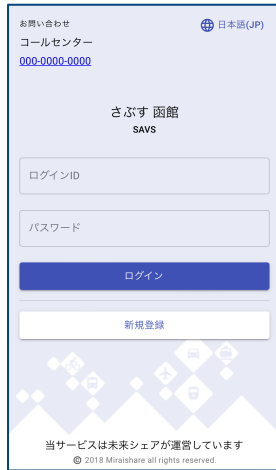 お問い合わせ
日本語(JP)
コールセンター
000-0000-0000
さぶす 函館
SAVS
ログインID
パスワード
ログイン
新規登録
当サービスは未来シェアが運営しています
© 2018 Miraishare all rights reserved.